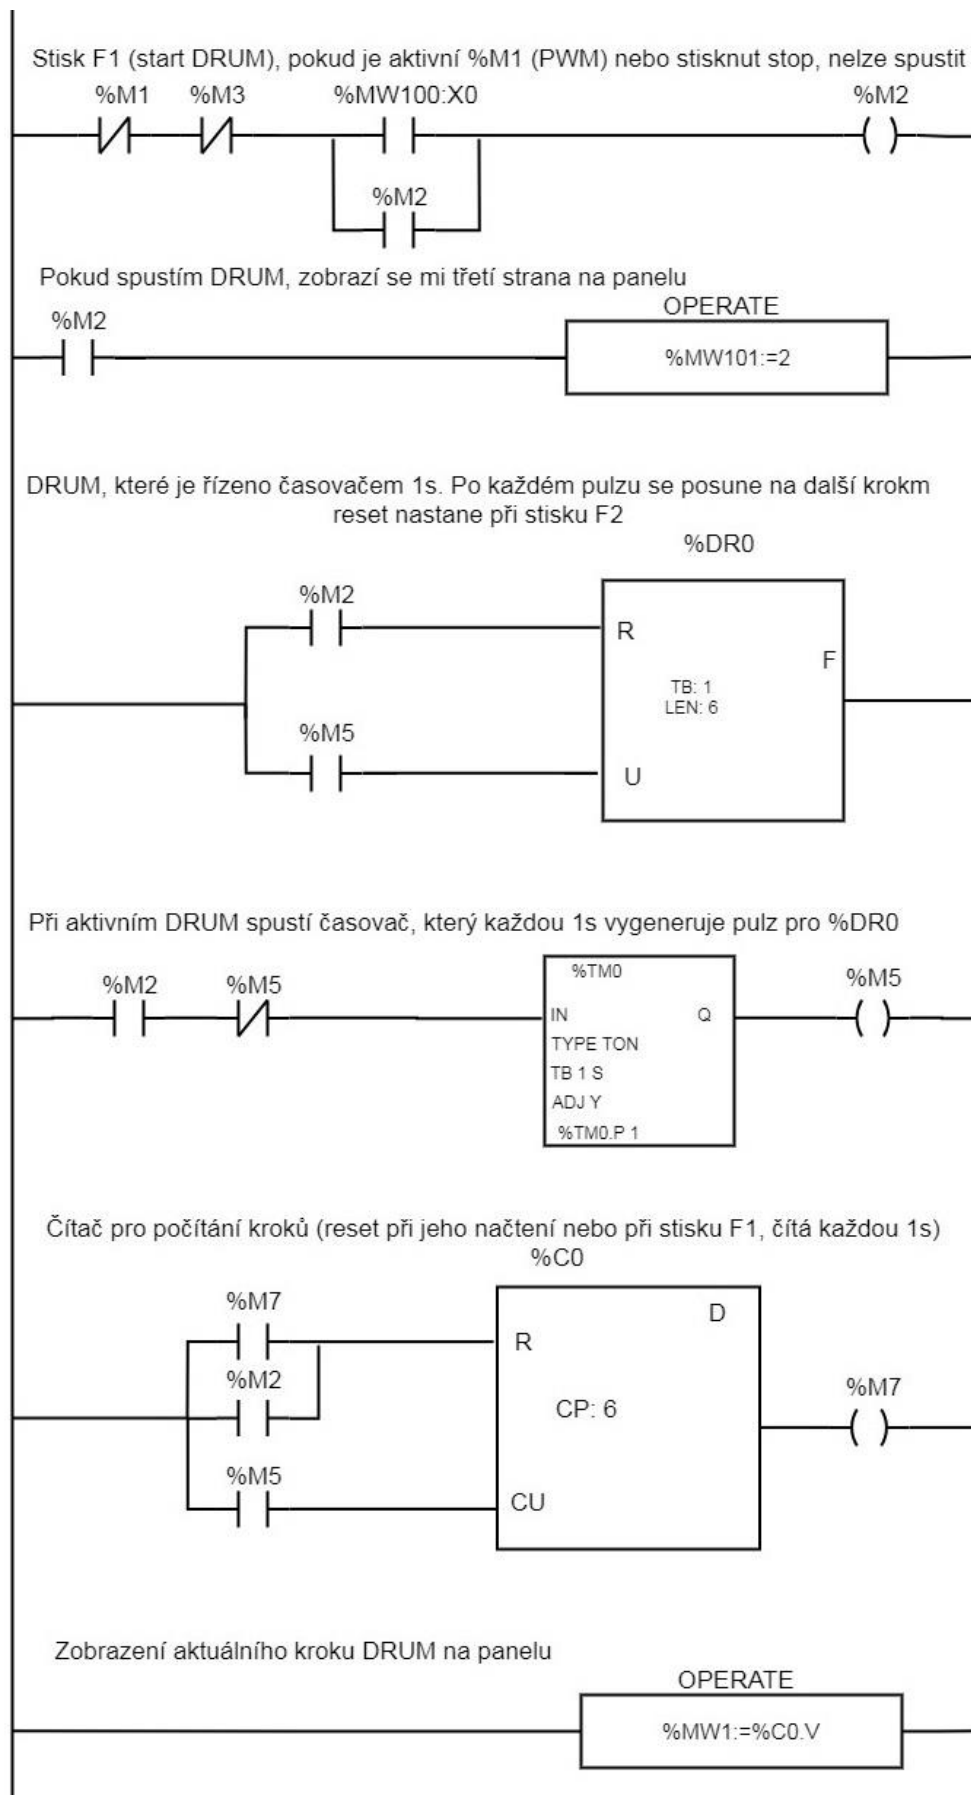 Stisk F1 (start DRUM), pokud je aktivní %M1 (PWM) nebo stisknut stop, nelze spustit
%M1 %M3 %MW100:X0 %M2
%M2
Pokud spustím DRUM, zobrazí se mi třetí strana na panelu
OPERATE
%M2
%MW101:=2
DRUM, které je řízeno časovačem 1s. Po každém pulzu se posune na další krokm
reset nastane při stisku F2
%DR0
%M2
R
F
TB: 1
LEN: 6
%M5
U
Při aktivním DRUM spustí časovač, který každou 1s vygeneruje pulz pro %DR0
%M2 %M5 %TM0 %M5
IN Q
TYPE TON
TB 1 S
ADJ Y
%TM0.P 1
Čítač pro počítání kroků (reset při jeho načtení nebo při stisku F1, čítá každou 1s)
%C0
%M7
D
R
%M2
CP: 6
%M7
%M5
CU
Zobrazení aktuálního kroku DRUM na panelu
OPERATE
%MW1:=%C0.V